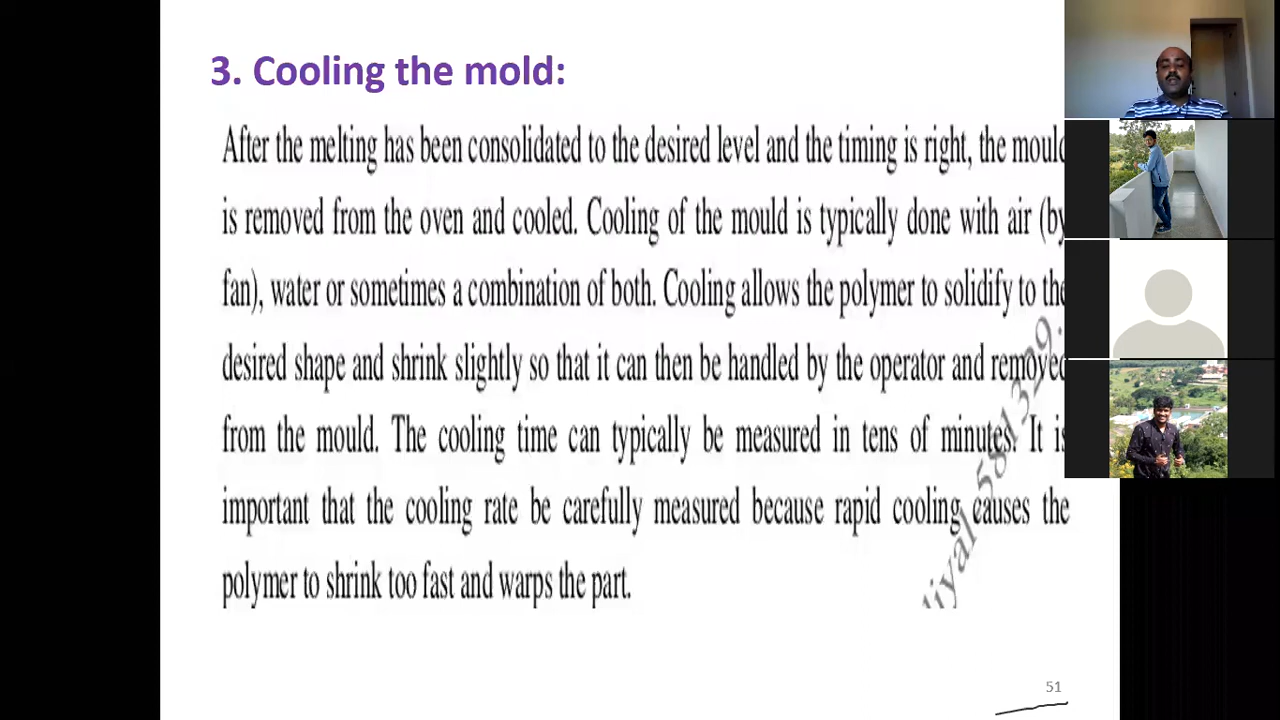 3. Cooling the mold:
After the melting has been consolidated to the desired level and the timing is right, the mould
is removed from the oven and cooled. Cooling of the mould is typically done with air (by
fan), water or sometimes a combination of both. Cooling allows the polymer to solidify to the
desired shape and shrink slightly so that it can then be handled by the operator and removed
from the mould. The cooling time can typically be measured in tens of minutes. It is
important that the cooling rate be carefully measured because rapid cooling causes the
polymer to shrink too fast and warps the part.
51